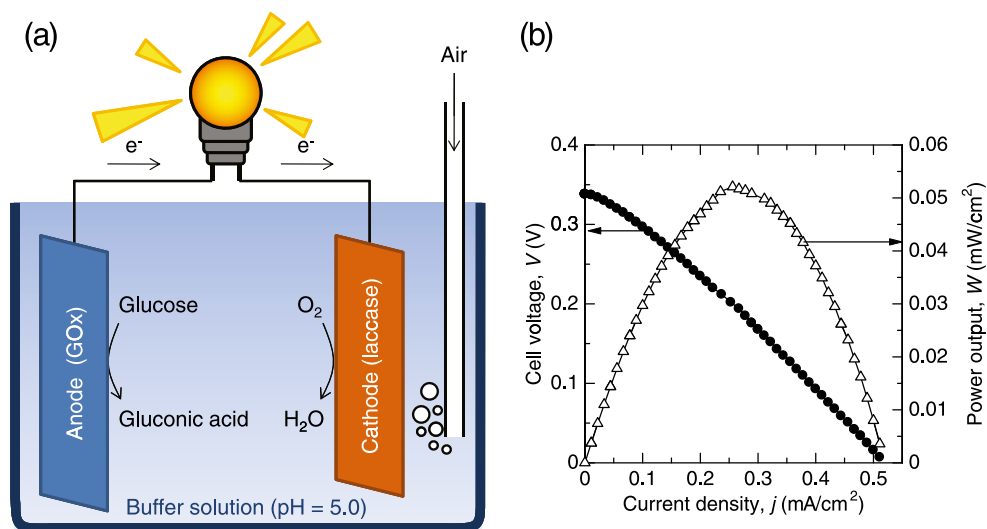 (a)
Air
e-
e-
Anode (GOx)
Glucose
Gluconic acid
O2
H2O
Cathode (laccase)
Buffer solution (pH = 5.0)
(b)
Cell voltage, V (V)
0.4
0.3
0.2
0.1
0
0.06
0.05
0.04
0.03
0.02
0.01
0
Power output, W (mW/cm2)
0 0.1 0.2 0.3 0.4 0.5
Current density, j (mA/cm2)